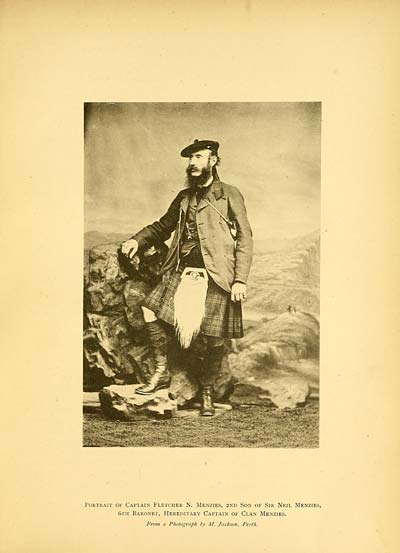 Portrait of Captain Fletcher N. Menzies, 2nd Son of Sir Neil Menzies,
6th Baronet, Hereditary Captain of Clan Menzies.
From a Photograph by M. Jackson, Perth.